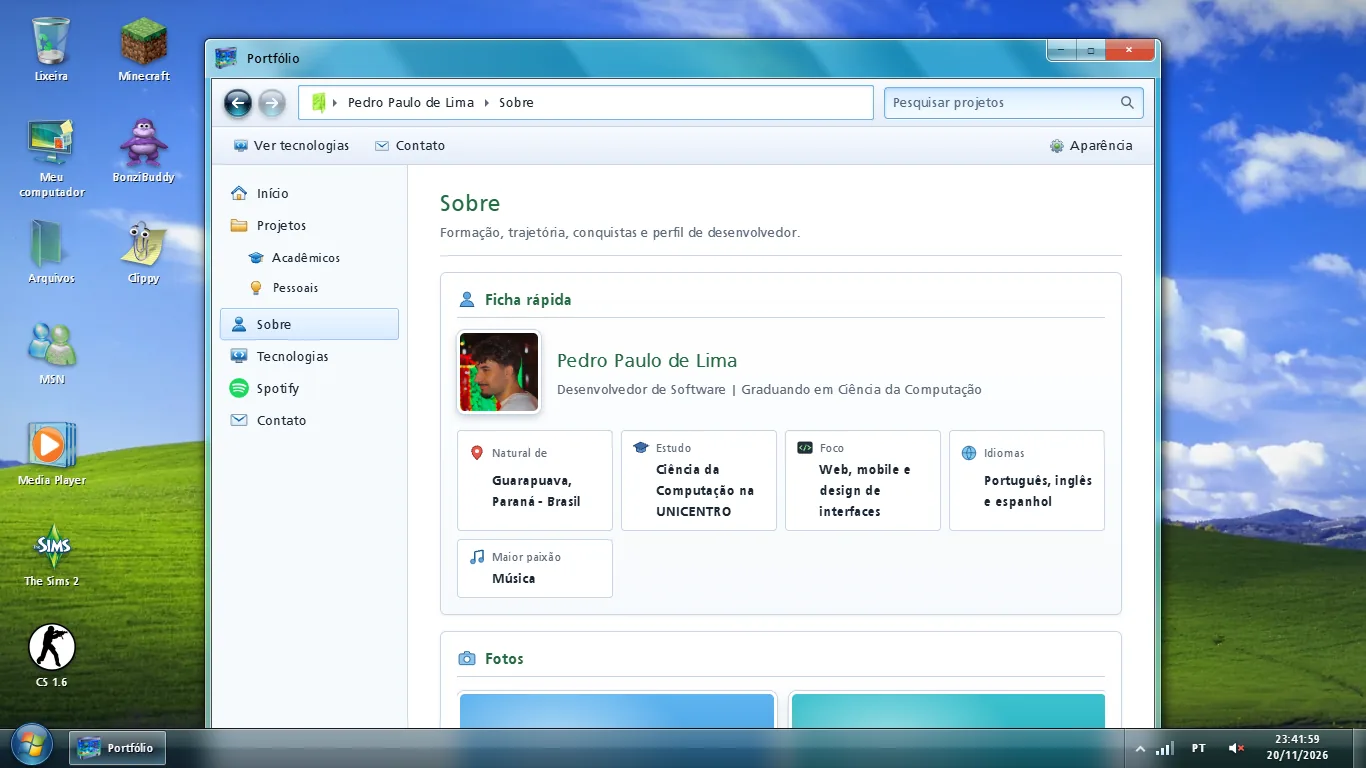 Lixeira
Minecraft
Meu
computador
BonziBuddy
Arquivos
Clippy
MSN
Media Player
The SIMS
The Sims 2
CS 1.6
Portfólio
Pedro Paulo de Lima
Sobre
Pesquisar projetos
Ver tecnologias
Contato
Aparência
Início
Projetos
Acadêmicos
Pessoais
Sobre
Tecnologias
Spotify
Contato
Sobre
Formação, trajetória, conquistas e perfil de desenvolvedor.
Ficha rápida
Pedro Paulo de Lima
Desenvolvedor de Software | Graduando em Ciência da Computação
Natural de
Guarapuava,
Paraná - Brasil
Estudo
Ciência da
Computação na
UNICENTRO
Foco
Web, mobile e
design de
interfaces
Idiomas
Português, inglês
e espanhol
Maior paixão
Música
Fotos
Portfólio
PT
23:41:59
20/11/2026